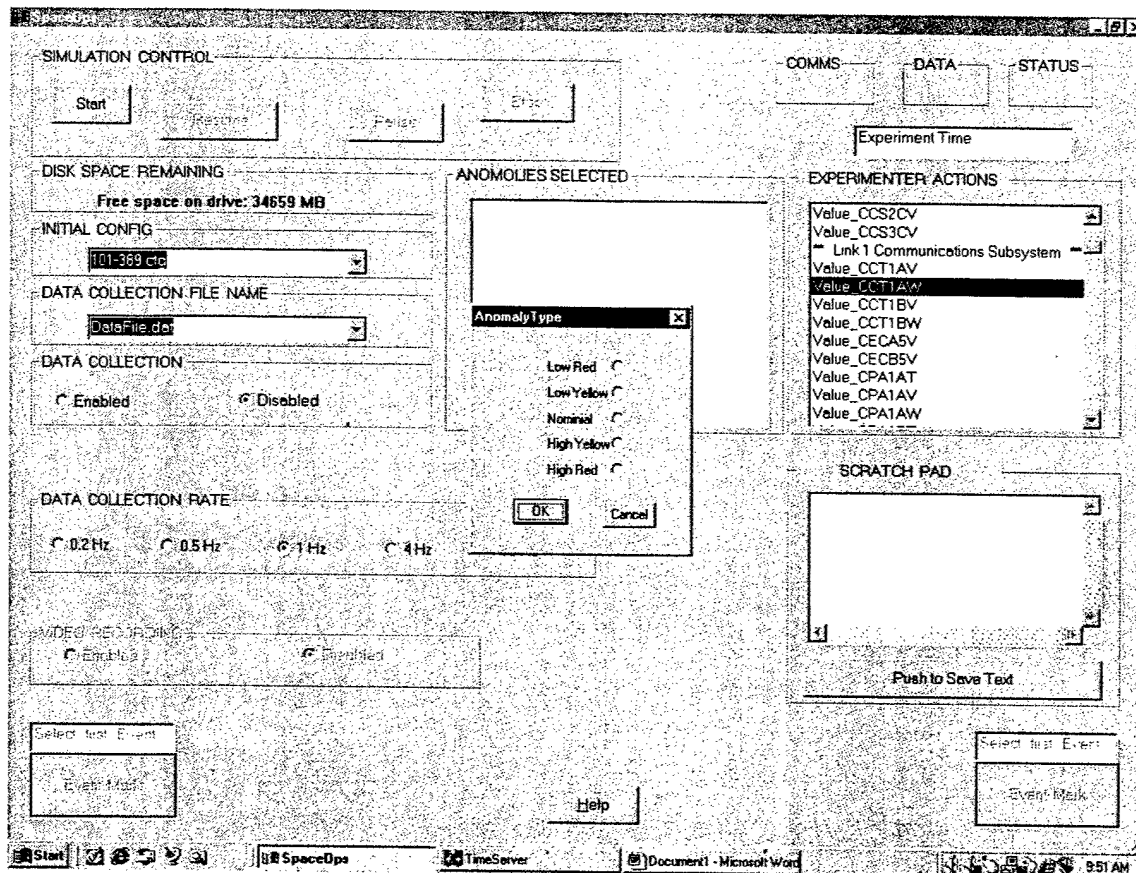 SpaceOps
SIMULATION CONTROL
Start
Resume
Pause
COMMS
DATA
STATUS
Experiment Time
DISK SPACE REMAINING
Free space on drive: 34659 MB
INITIAL CONFIG
101-369.ctc
DATA COLLECTION FILE NAME
DataFile.dat
DATA COLLECTION
Enabled
Disabled
ANOMOLIES SELECTED
AnomalyType
Low Red
Low Yellow
Nominal
High Yellow
High Red
OK
Cancel
EXPERIMENTER ACTIONS
Value_CCS2CV
Value_CCS3CV
Link 1 Communications Subsystem
Value_CCT1AV
Value_CCT1AW
Value_CCT1BV
Value_CCT1BW
Value_CECA5V
Value_CECB5V
Value_CPA1AT
Value_CPA1AV
Value_CPA1AW
DATA COLLECTION RATE
0.2 Hz
0.5 Hz
1 Hz
4 Hz
SCRATCH PAD
Push to Save Text
VIDEO RECORDING
Enabled
Select first Event
Event Mark
Help
Select first Event
Event Mark
Start
SpaceOps
TimeServer
Document1 - Microsoft Word
9:51 AM